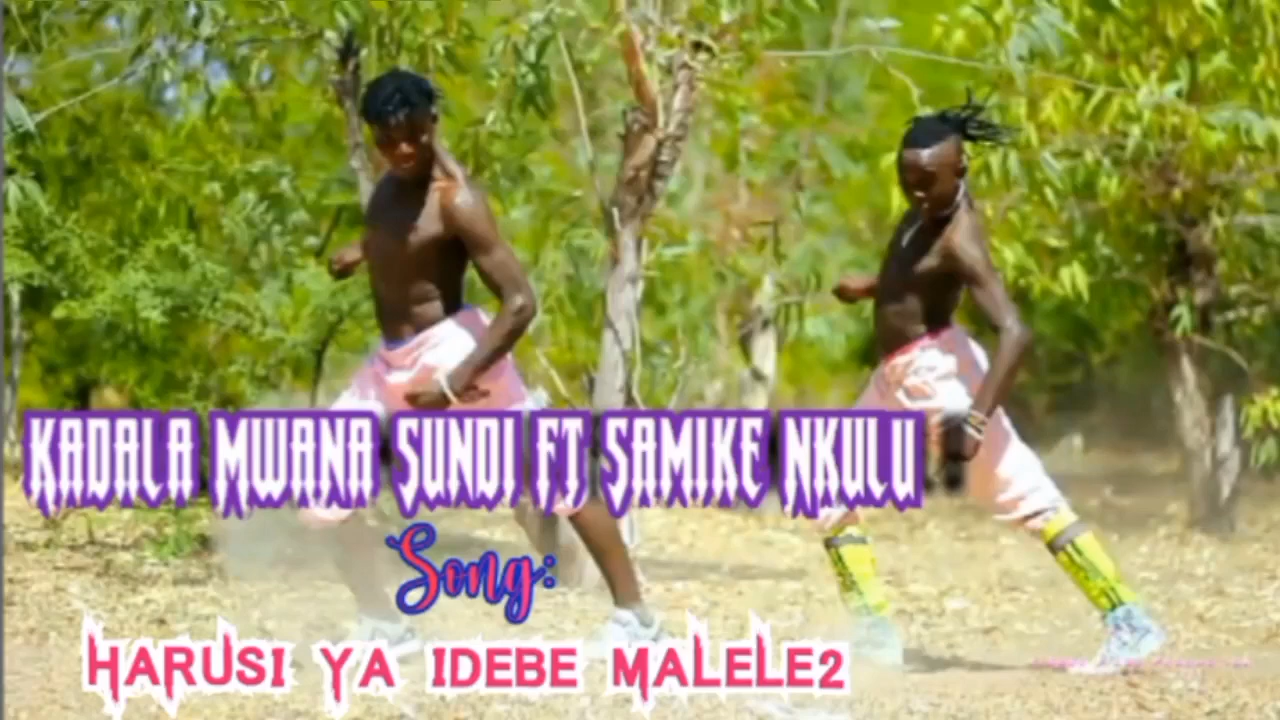 KADALA MWANA SUNDI FT SAMIKE NKULU
Song:
HARUSI YA IDEBE MALELE2